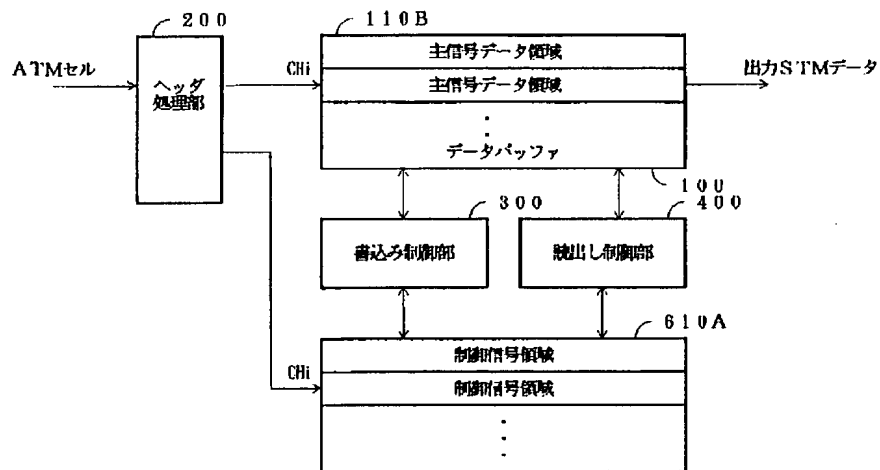 200
110B
ATMセル
ヘッダ
処理部
CHi
主信号データ領域
主信号データ領域
出力STMデータ
・
・
データバッファ
100
300
400
書込み制御部
読出し制御部
610A
CHi
制御信号領域
制御信号領域
・
・
・